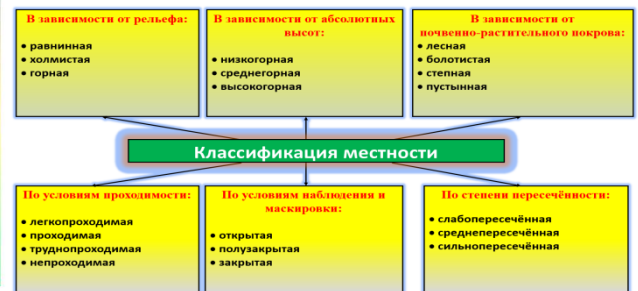 В зависимости от рельефа:
• равнинная
• холмистая
• горная
В зависимости от абсолютных
высот:
• низкогорная
• среднегорная
• высокогорная
В зависимости от
почвенно-растительного покрова:
• лесная
• болотистая
• степная
• пустынная
Классификация местности
По условиям проходимости:
• легкопроходимая
• проходимая
• труднопроходимая
• непроходимая
По условиям наблюдения и
маскировки:
• открытая
• полузакрытая
• закрытая
По степени пересечённости:
• слабопересечённая
• среднепересечённая
• сильнопересечённая